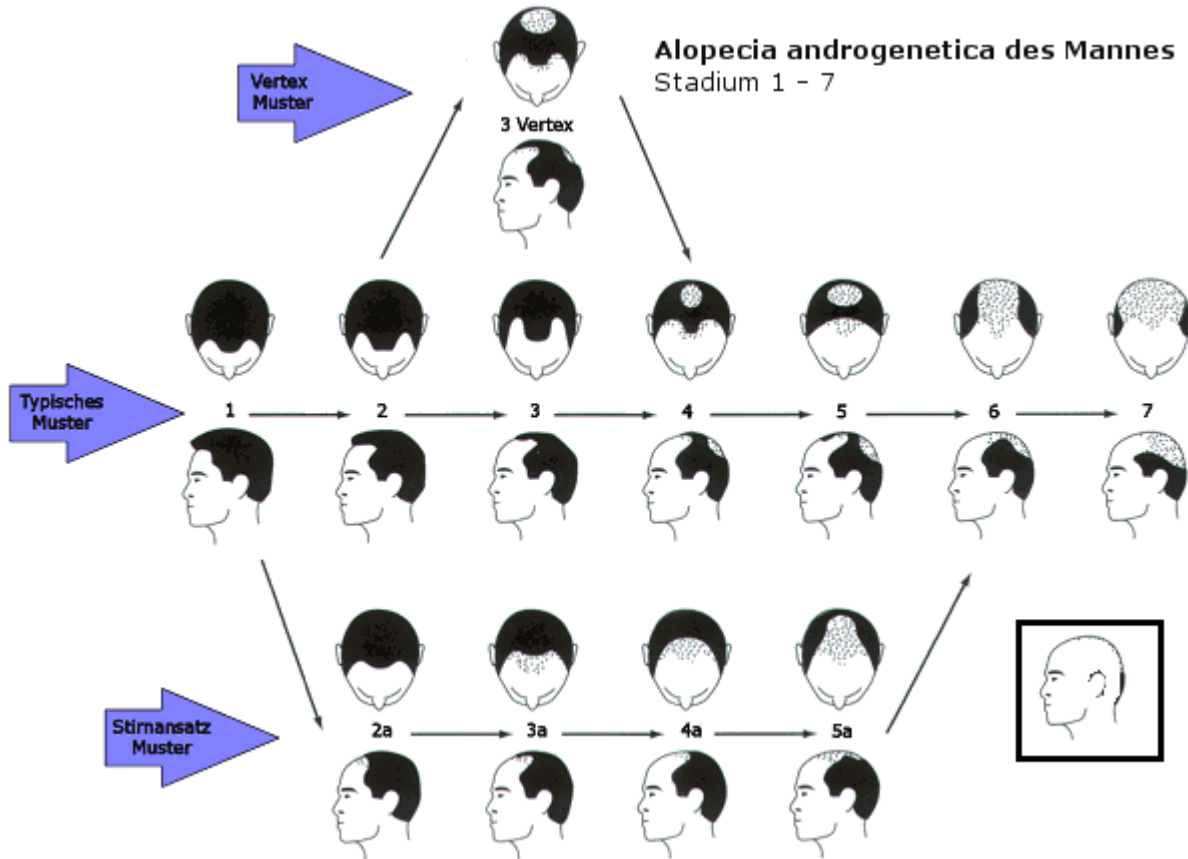 Alopecia androgenetica des Mannes
Stadium 1 - 7
Vertex
Muster
3 Vertex
Typisches
Muster
1
2
3
4
5
6
7
Stirnansatz
Muster
2a
3a
4a
5a